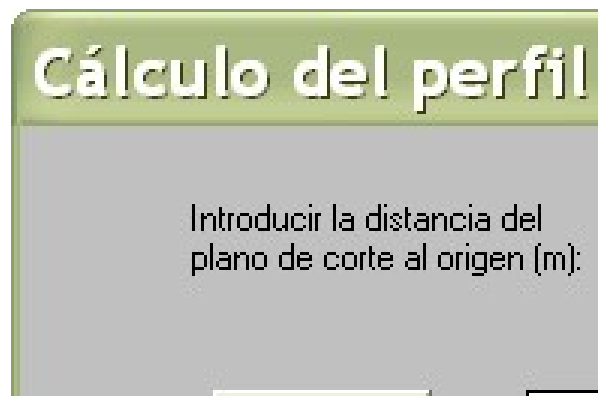 Cálculo del perfil
Introducir la distancia del
plano de corte al origen (m):